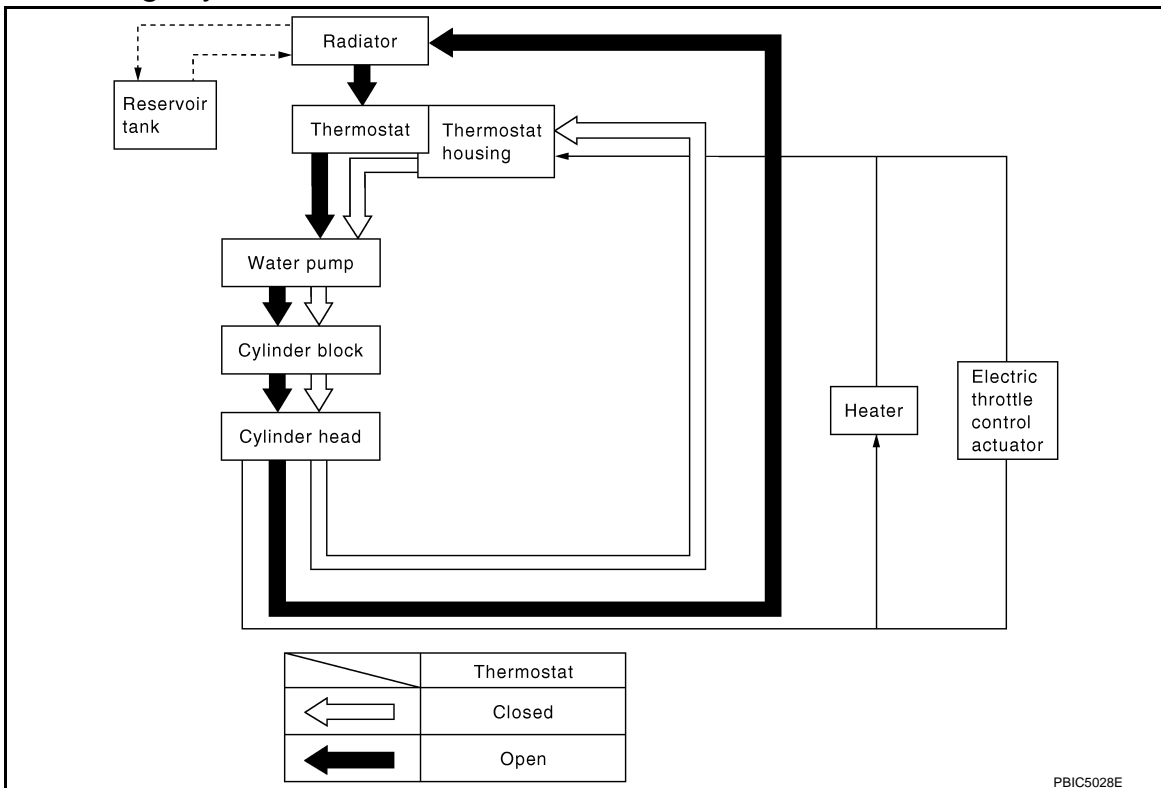 Radiator
Reservoir
tank
Thermostat
Thermostat
housing
Water pump
Cylinder block
Cylinder head
Heater
Electric
throttle
control
actuator
Thermostat
Closed
Open
PBIC5028E